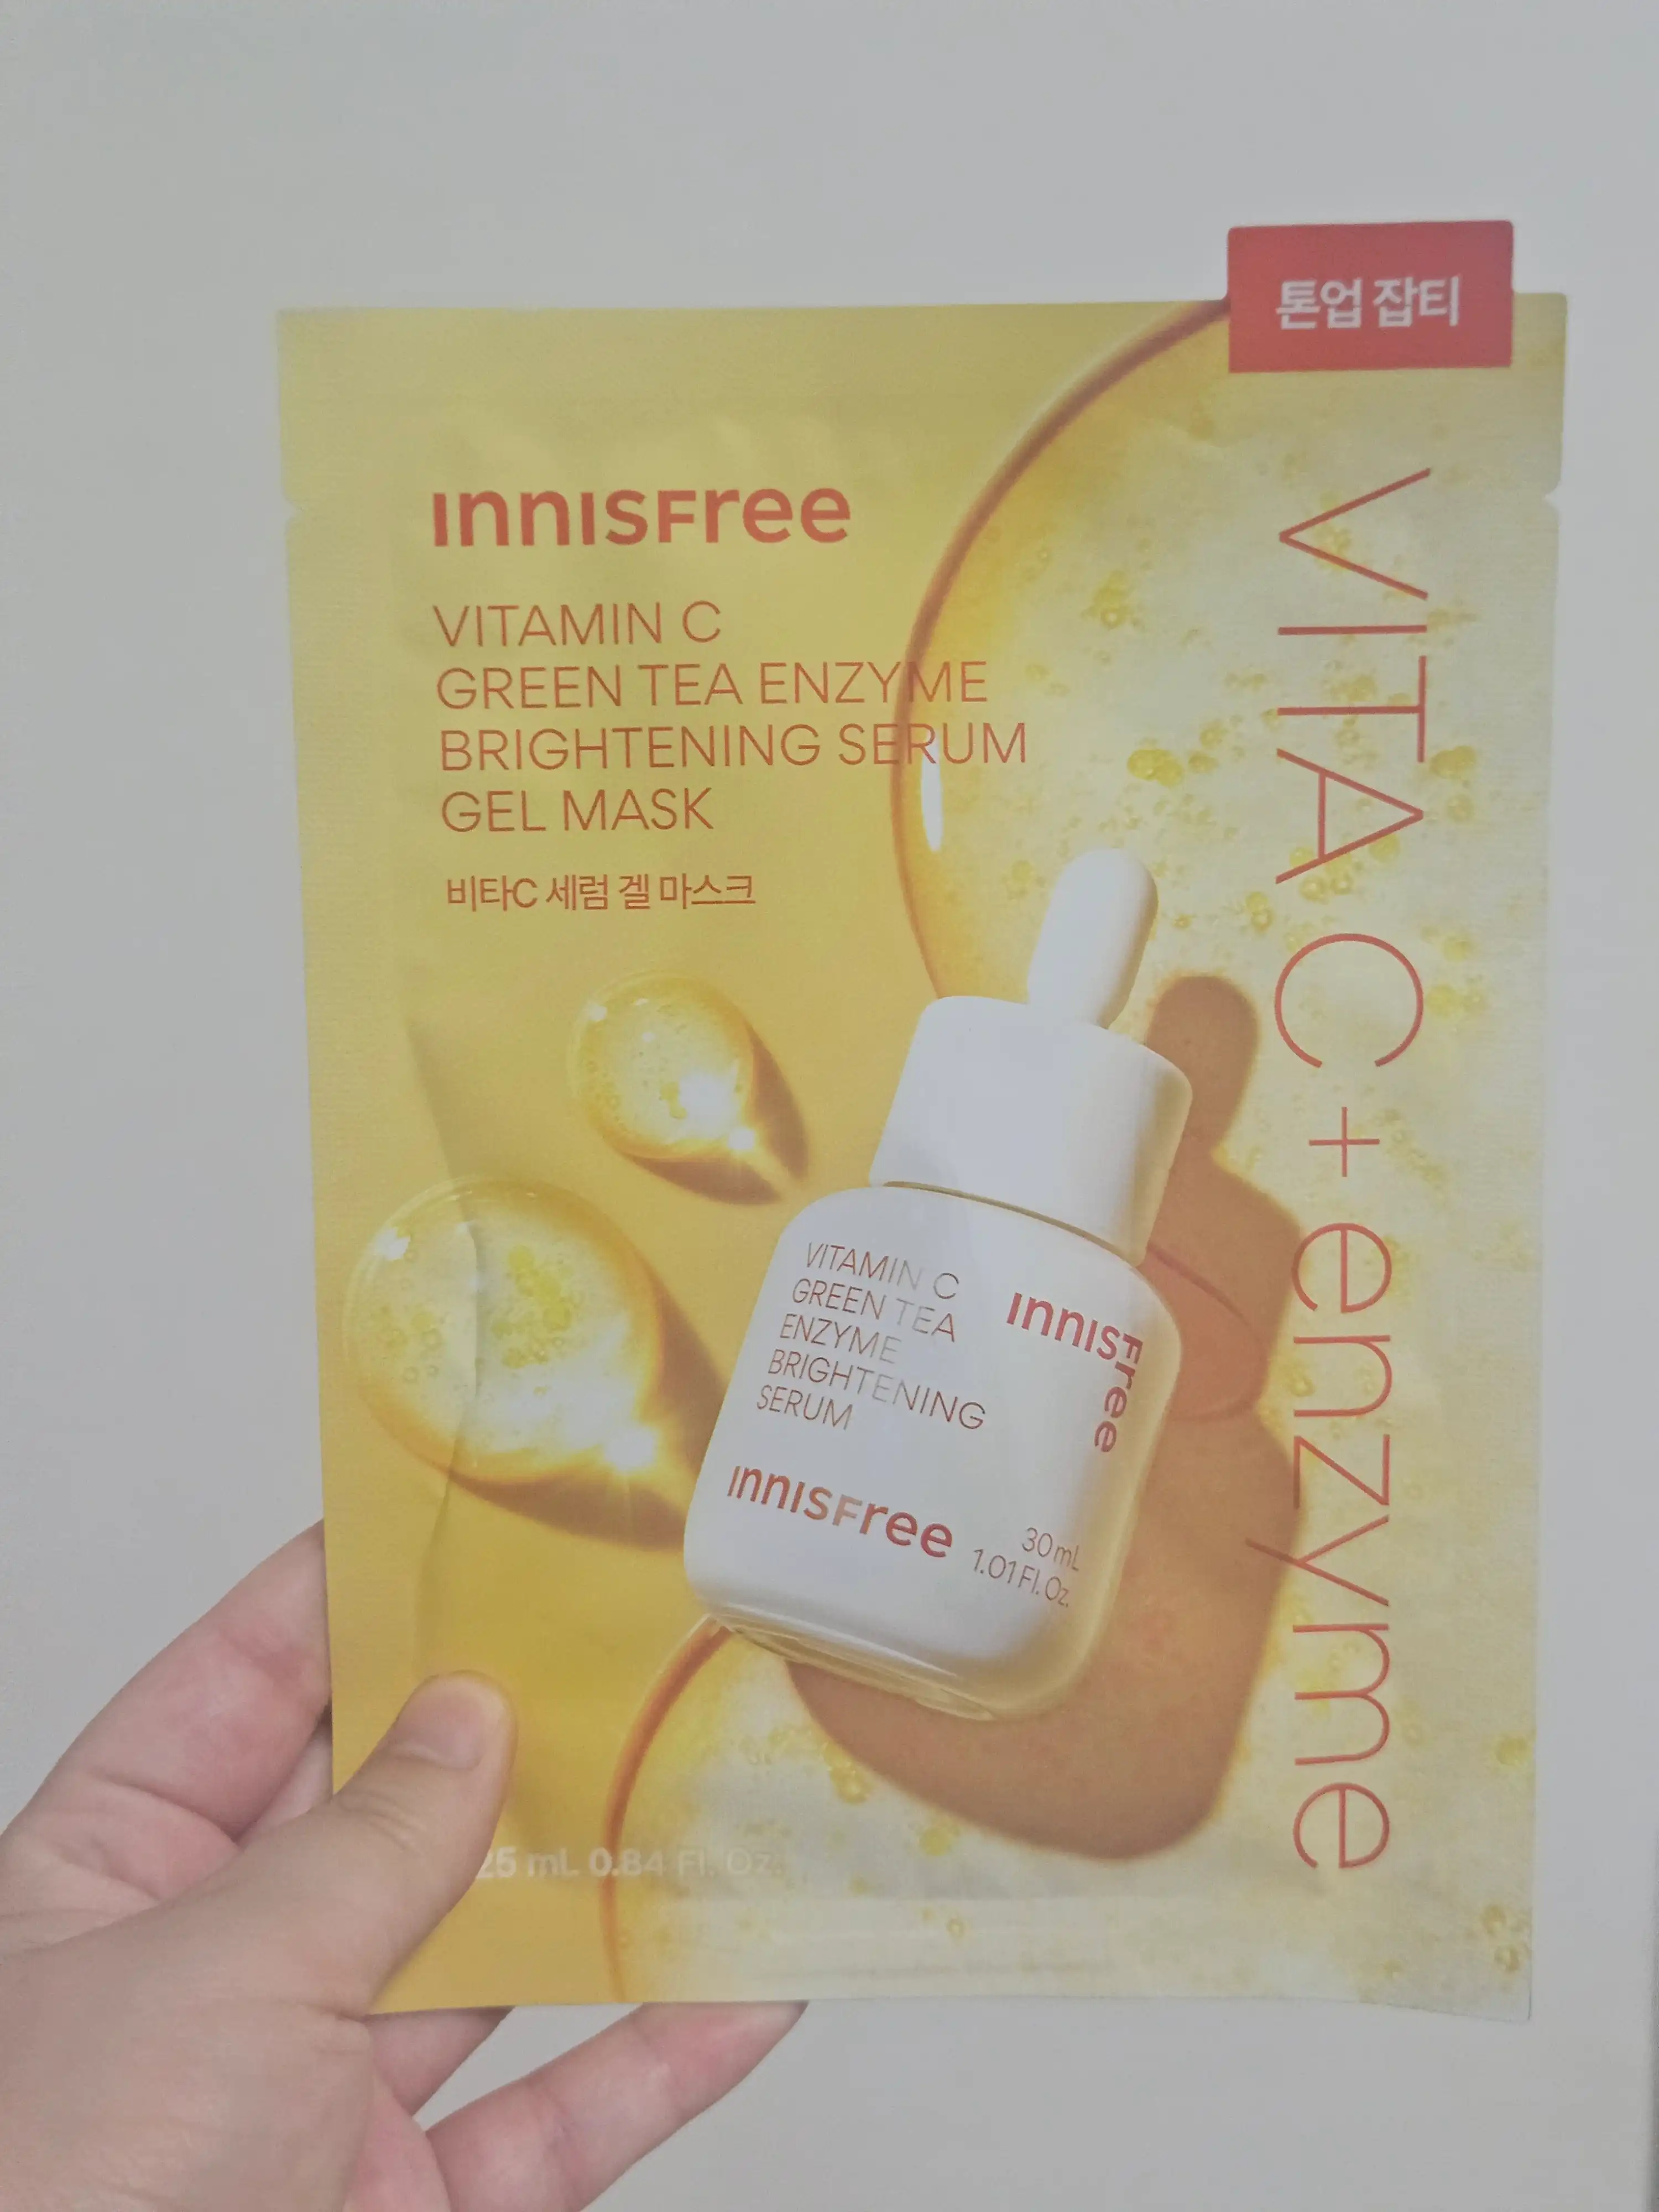 톤업 잡티
INNISFree
VITAMIN C
GREEN TEA ENZYME
BRIGHTENING SERUM
GEL MASK
비타C 세럼 겔 마스크
VITA C + enzyme
VITAMIN C
GREEN TEA
ENZYME
BRIGHTENING
SERUM
INNISFree
INNISFree
30 mL
1.01 Fl. Oz.
25 mL 0.84 Fl. Oz.